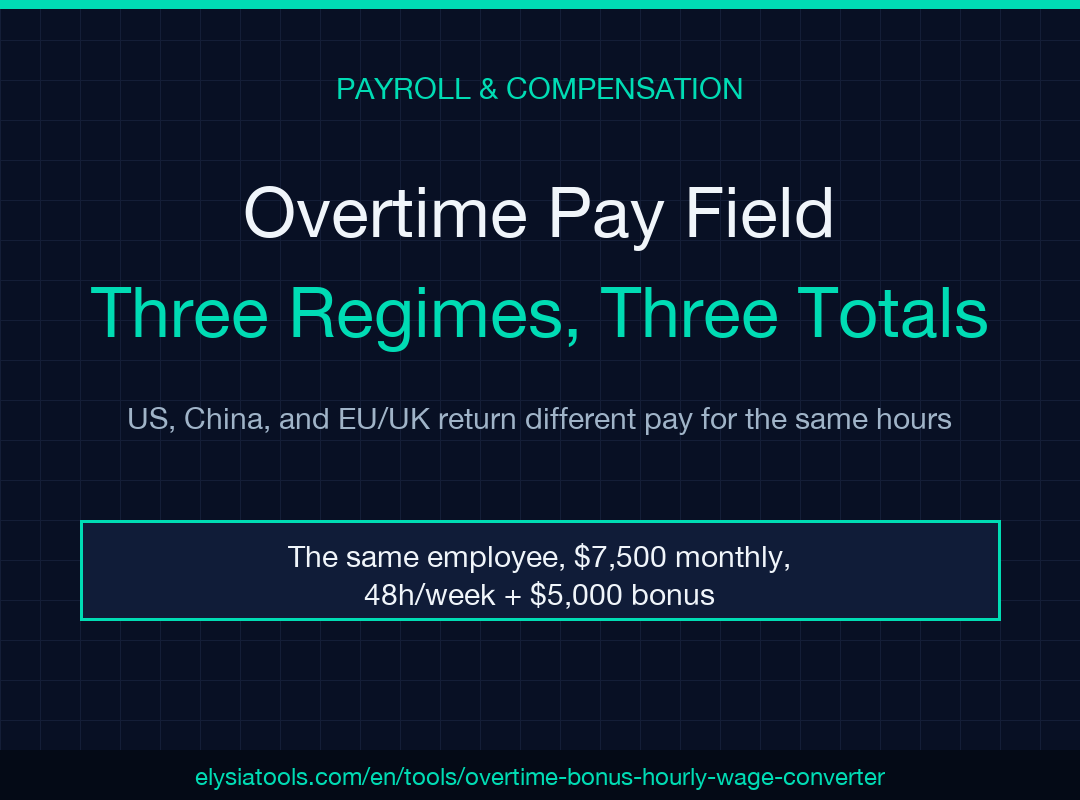 PAYROLL & COMPENSATION
Overtime Pay Field
Three Regimes, Three Totals
US, China, and EU/UK return different pay for the same hours
The same employee, $7,500 monthly,
48h/week + $5,000 bonus
elysiatools.com/en/tools/overtime-bonus-hourly-wage-converter